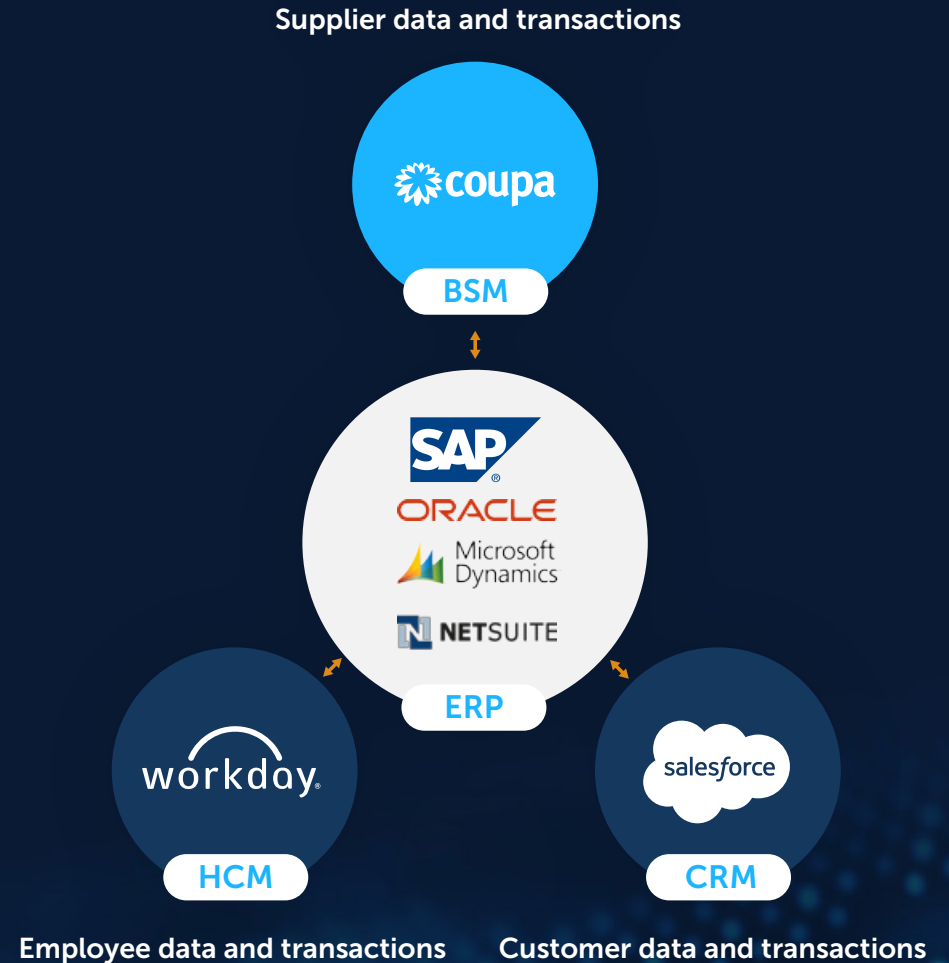 Supplier data and transactions
coupa
BSM
SAP
®
ORACLE
Microsoft
Dynamics
N NETSUITE
ERP
workday®
HCM
salesforce
CRM
Employee data and transactions
Customer data and transactions